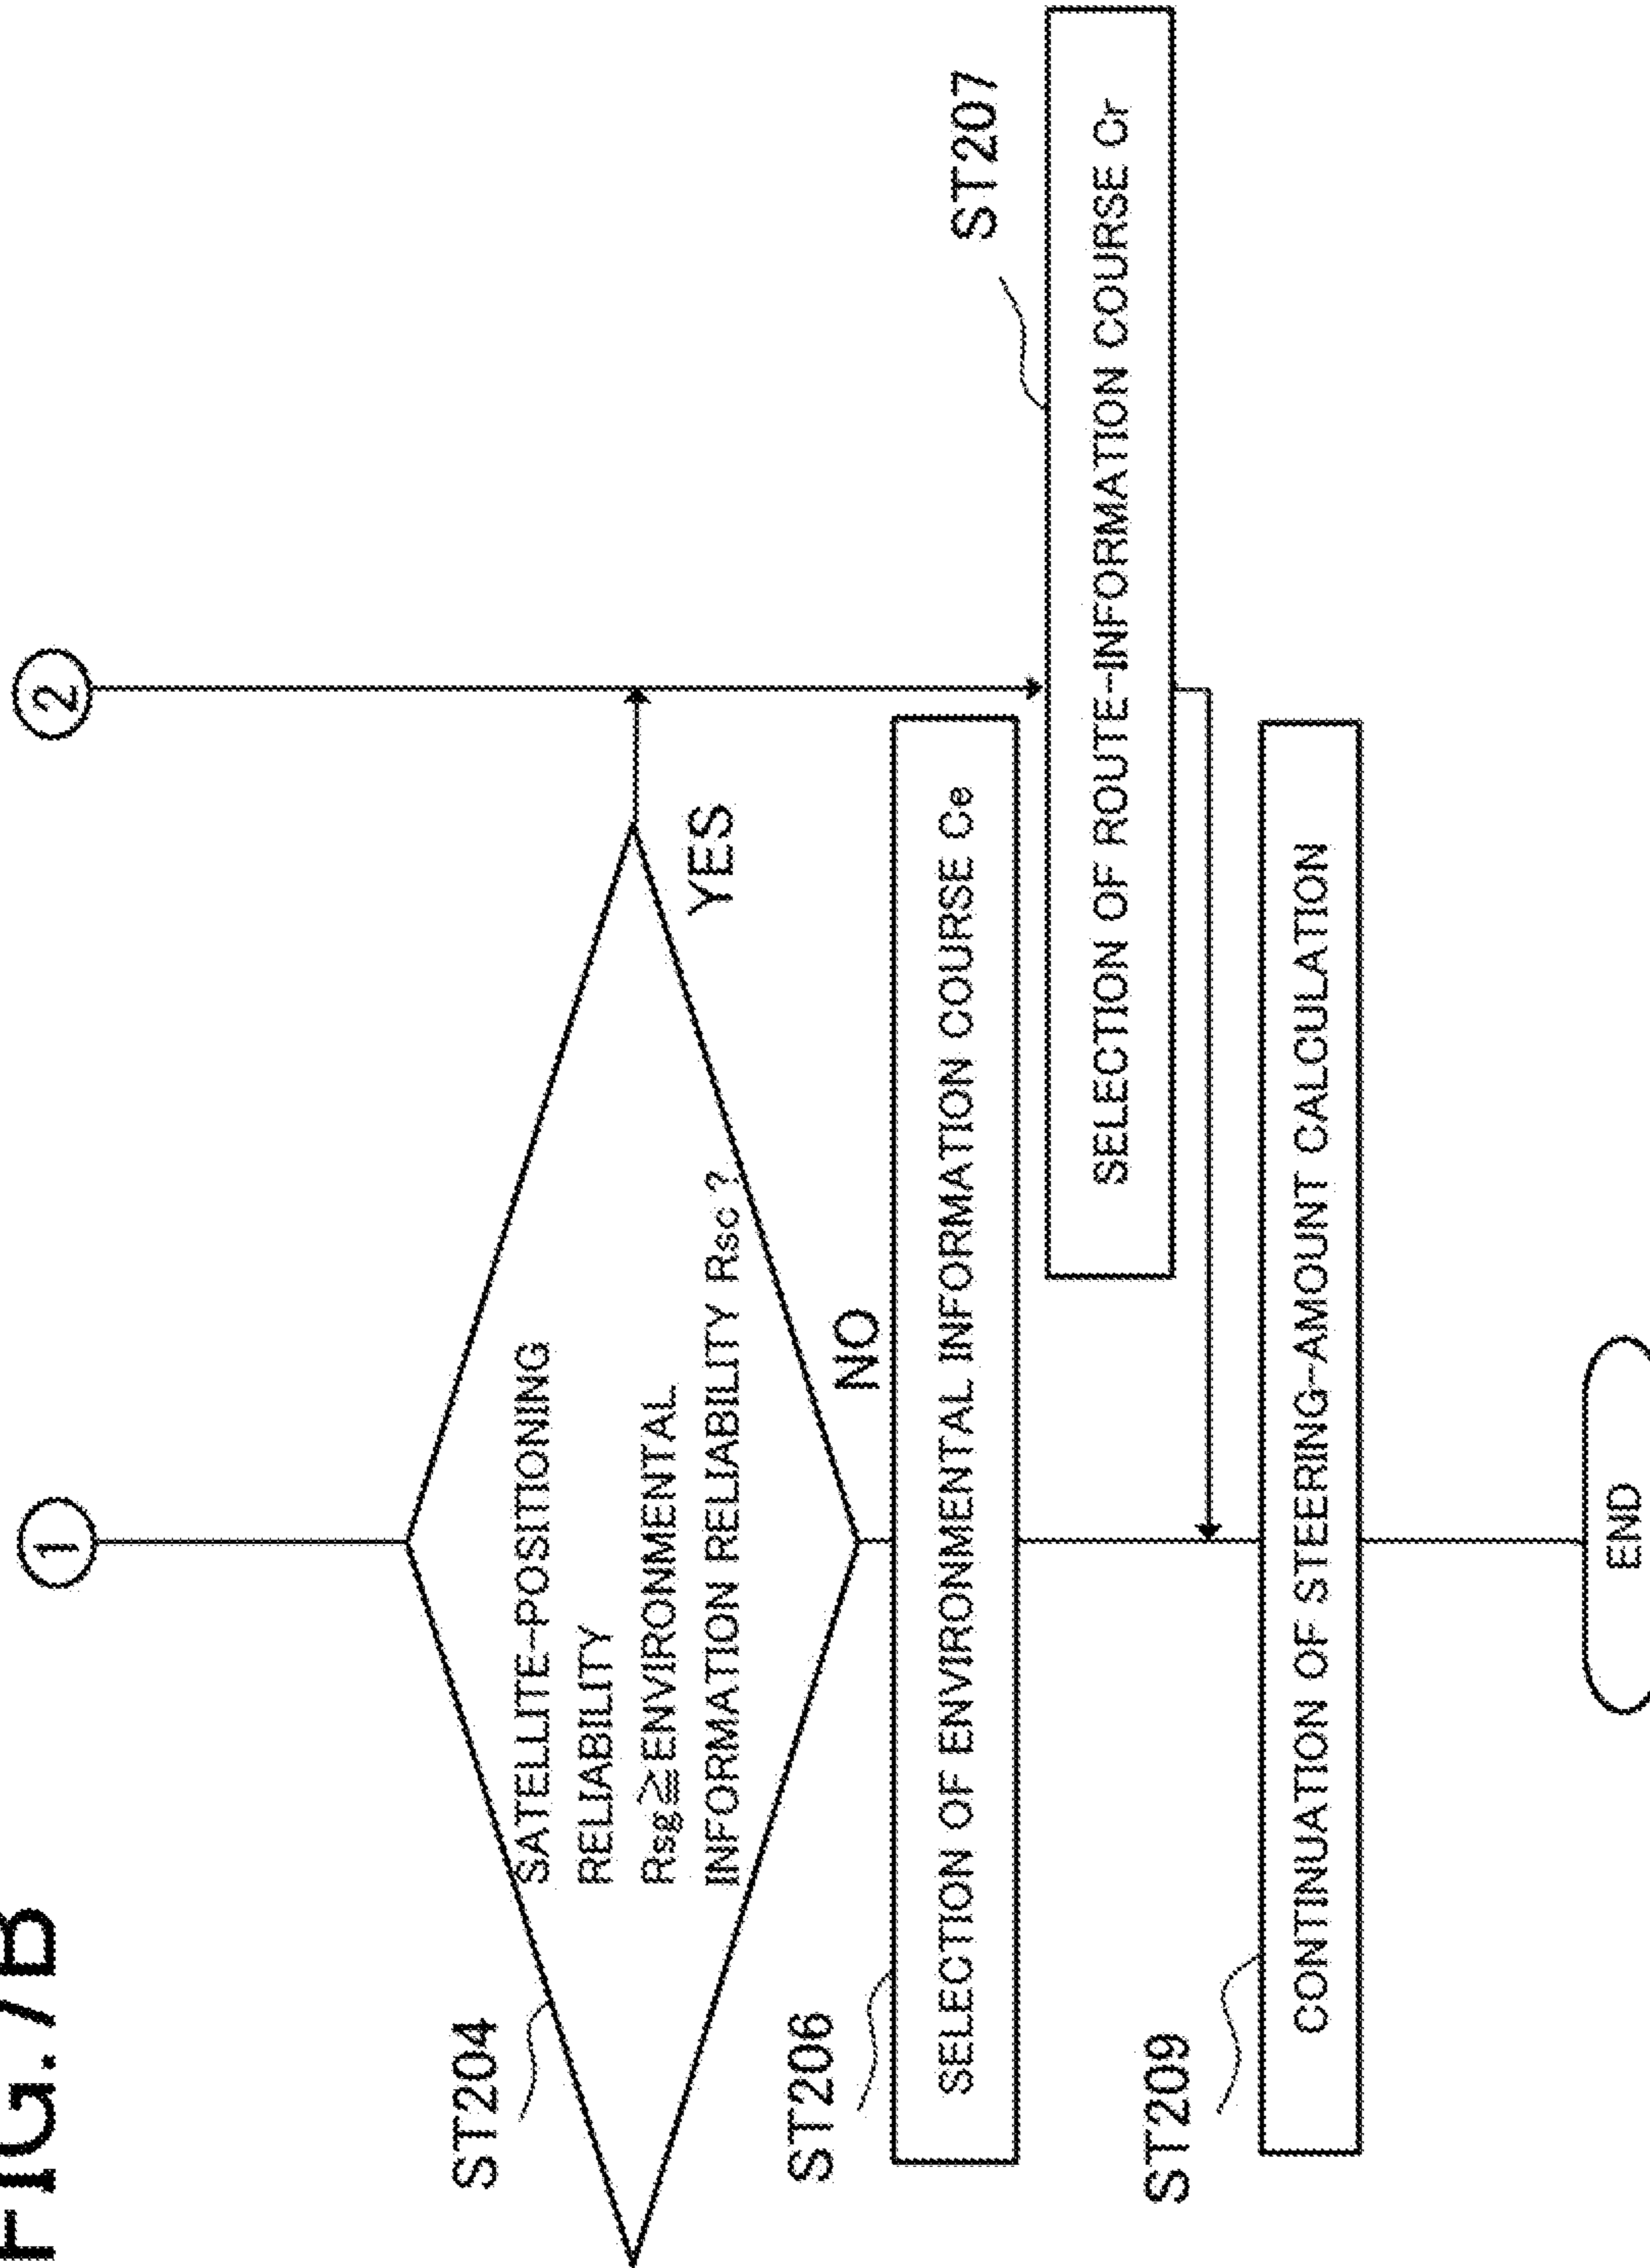 FIG. 7B
1
2
ST204
SATELLITE-POSITIONING
RELIABILITY
Rsg≧ENVIRONMENTAL
INFORMATION RELIABILITY Rsc ?
YES
NO
ST206
SELECTION OF ENVIRONMENTAL INFORMATION COURSE Ce
ST207
SELECTION OF ROUTE-INFORMATION COURSE Cr
ST209
CONTINUATION OF STEERING-AMOUNT CALCULATION
END